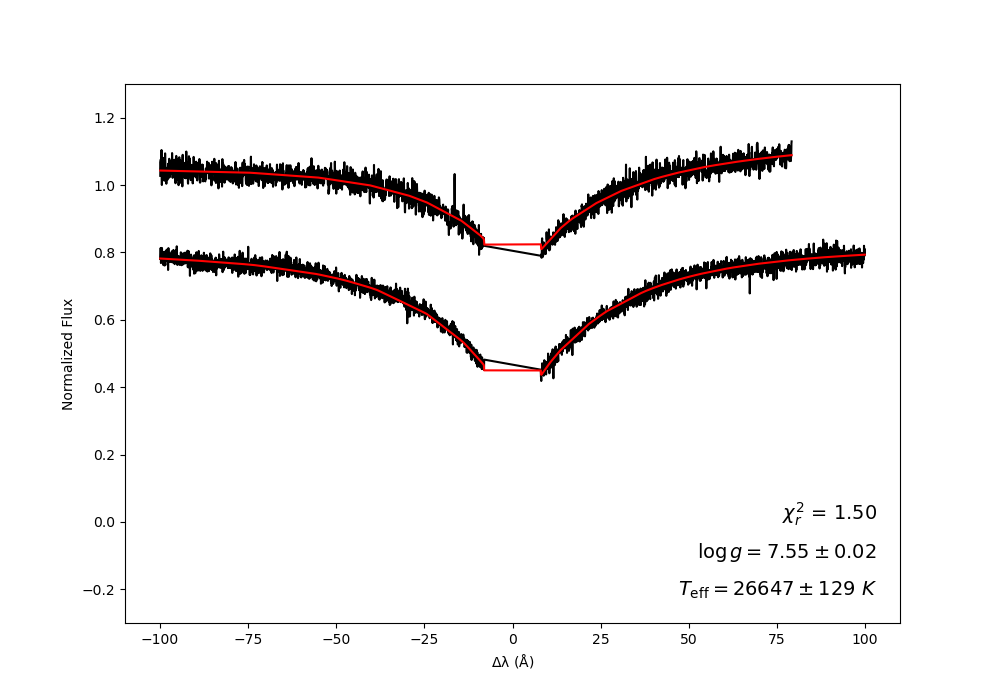 1.2
1.0
0.8
0.6
0.4
0.2
0.0
−0.2
Normalized Flux
χ²ᵣ = 1.50
log g = 7.55 ± 0.02
T_eff = 26647 ± 129 K
−100 −75 −50 −25 0 25 50 75 100
Δλ (Å)